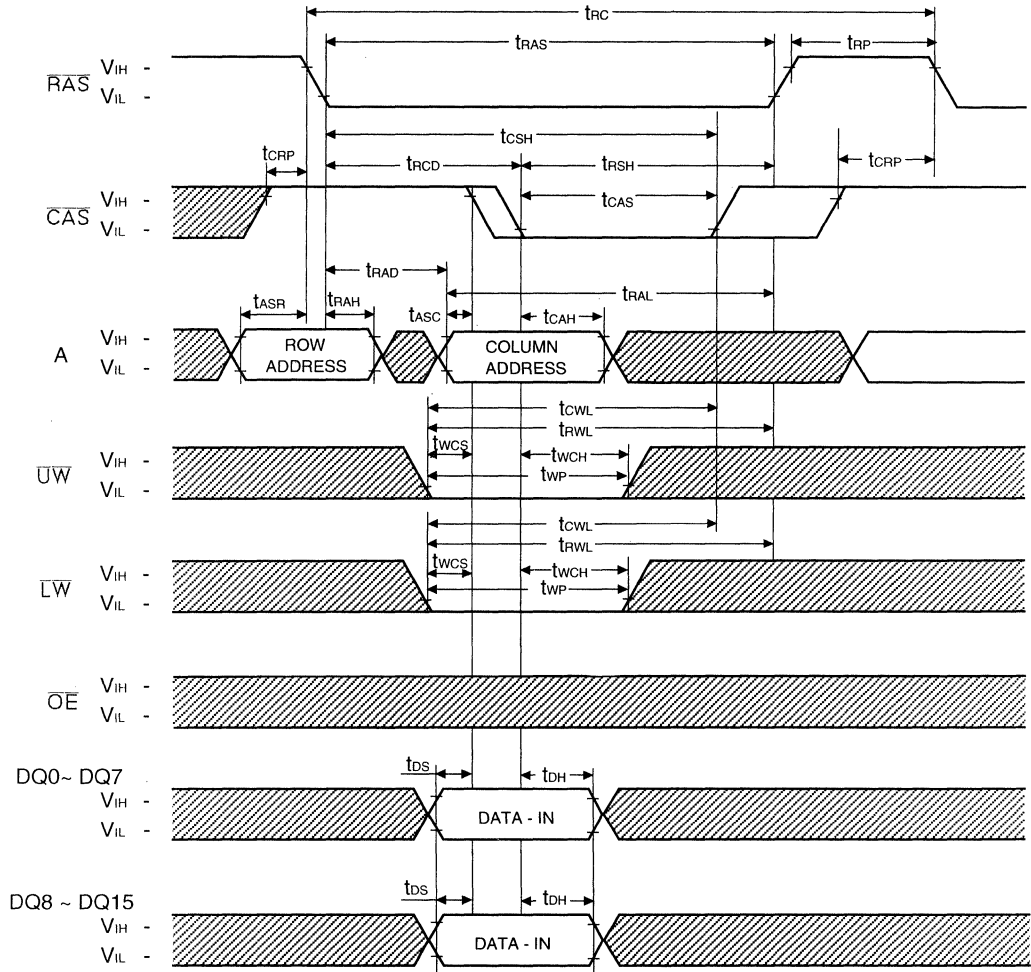 tRC
tRAS
tRP
RAS
VIH -
VIL -
tCSH
tCRP
tRCD
tRSH
tCRP
CAS
VIH -
VIL -
tCAS
tRAD
tRAL
tASR
tRAH
tASC
tCAH
A
VIH -
VIL -
ROW
ADDRESS
COLUMN
ADDRESS
tCWL
tRWL
UW
VIH -
VIL -
tWCS
tWCH
tWP
tCWL
tRWL
LW
VIH -
VIL -
tWCS
tWCH
tWP
OE
VIH -
VIL -
DQ0~ DQ7
VIH -
VIL -
tDS
tDH
DATA - IN
DQ8 ~ DQ15
VIH -
VIL -
tDS
tDH
DATA - IN